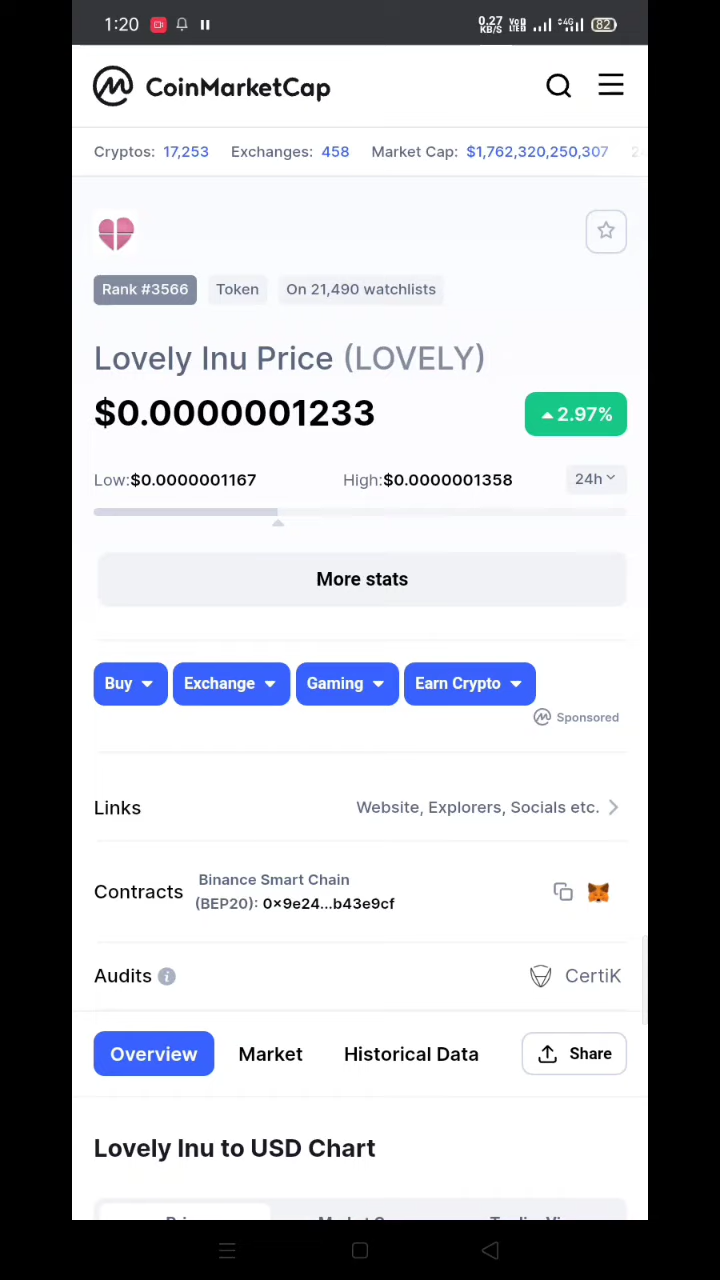 1:20 0.27 KB/S Vo LTE 4G 82
CoinMarketCap
Cryptos: 17,253 Exchanges: 458 Market Cap: $1,762,320,250,307
Rank #3566 Token On 21,490 watchlists
Lovely Inu Price (LOVELY)
$0.0000001233 2.97%
Low:$0.0000001167 High:$0.0000001358 24h
More stats
Buy Exchange Gaming Earn Crypto
Sponsored
Links Website, Explorers, Socials etc.
Contracts Binance Smart Chain
(BEP20): 0x9e24...b43e9cf
Audits CertiK
Overview Market Historical Data Share
Lovely Inu to USD Chart